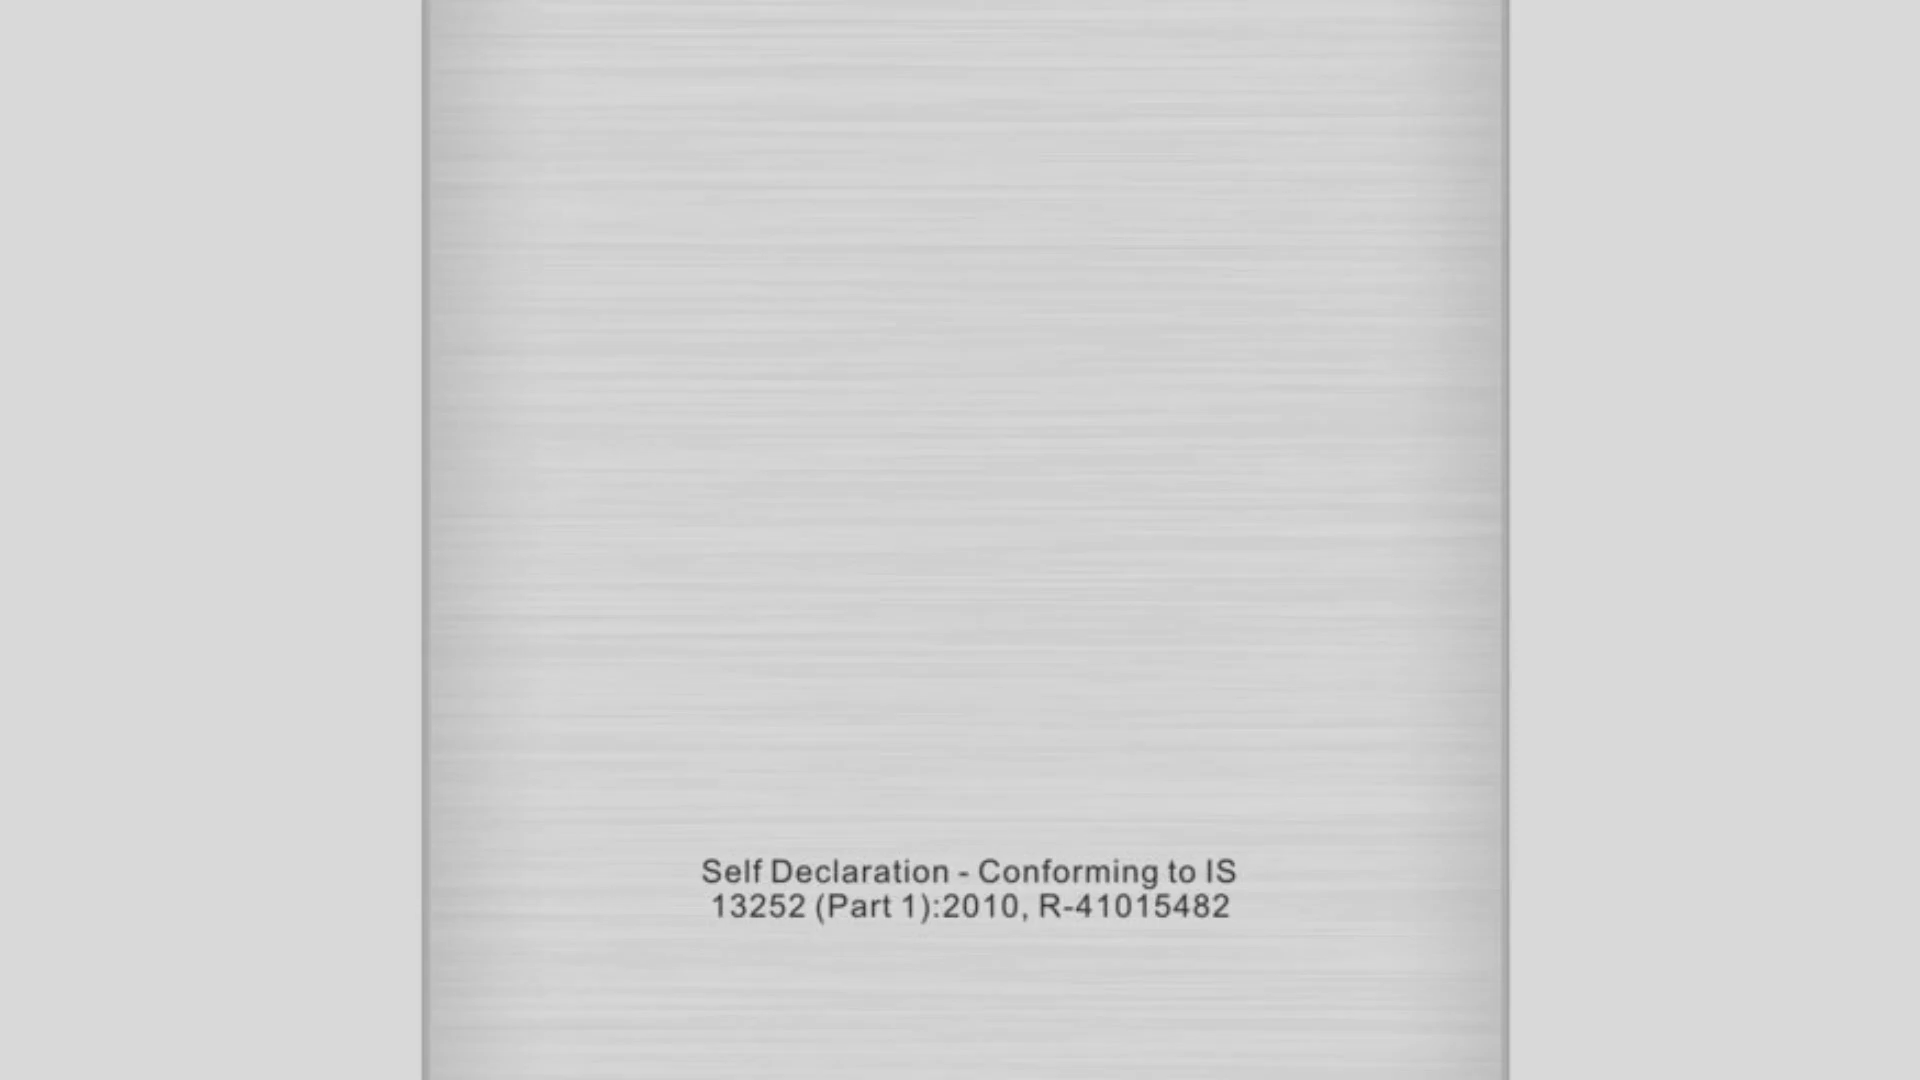 Self Declaration - Conforming to IS
13252 (Part 1):2010, R-41015482